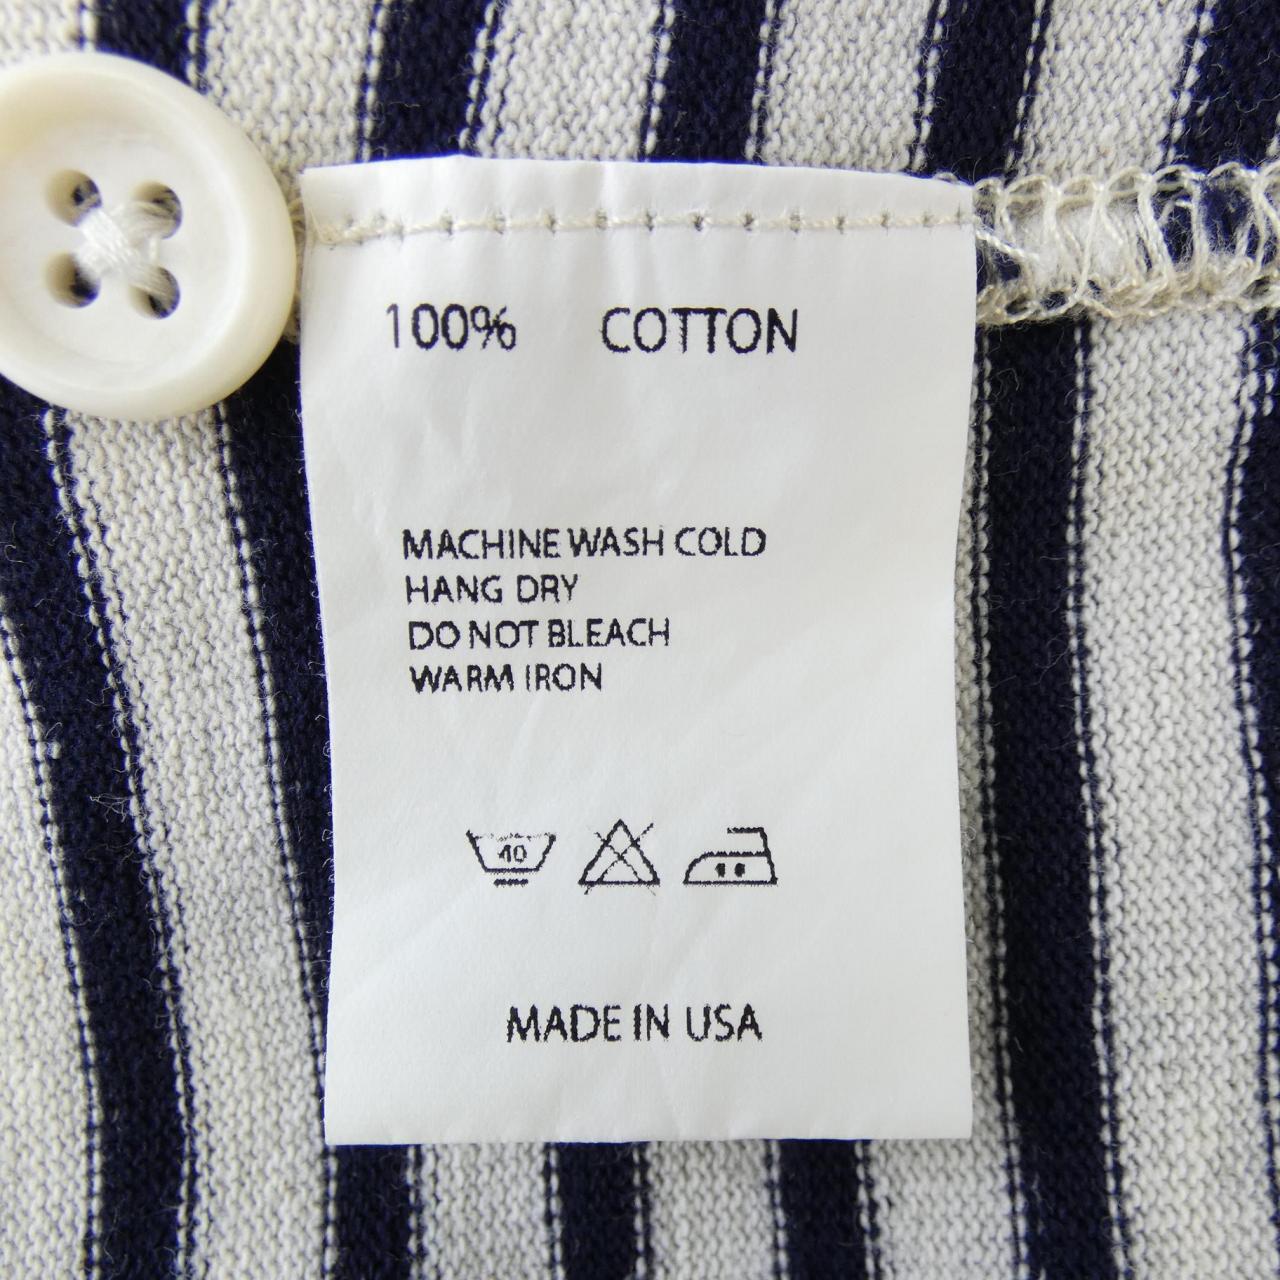 100% COTTON
MACHINE WASH COLD
HANG DRY
DO NOT BLEACH
WARM IRON
40
MADE IN USA